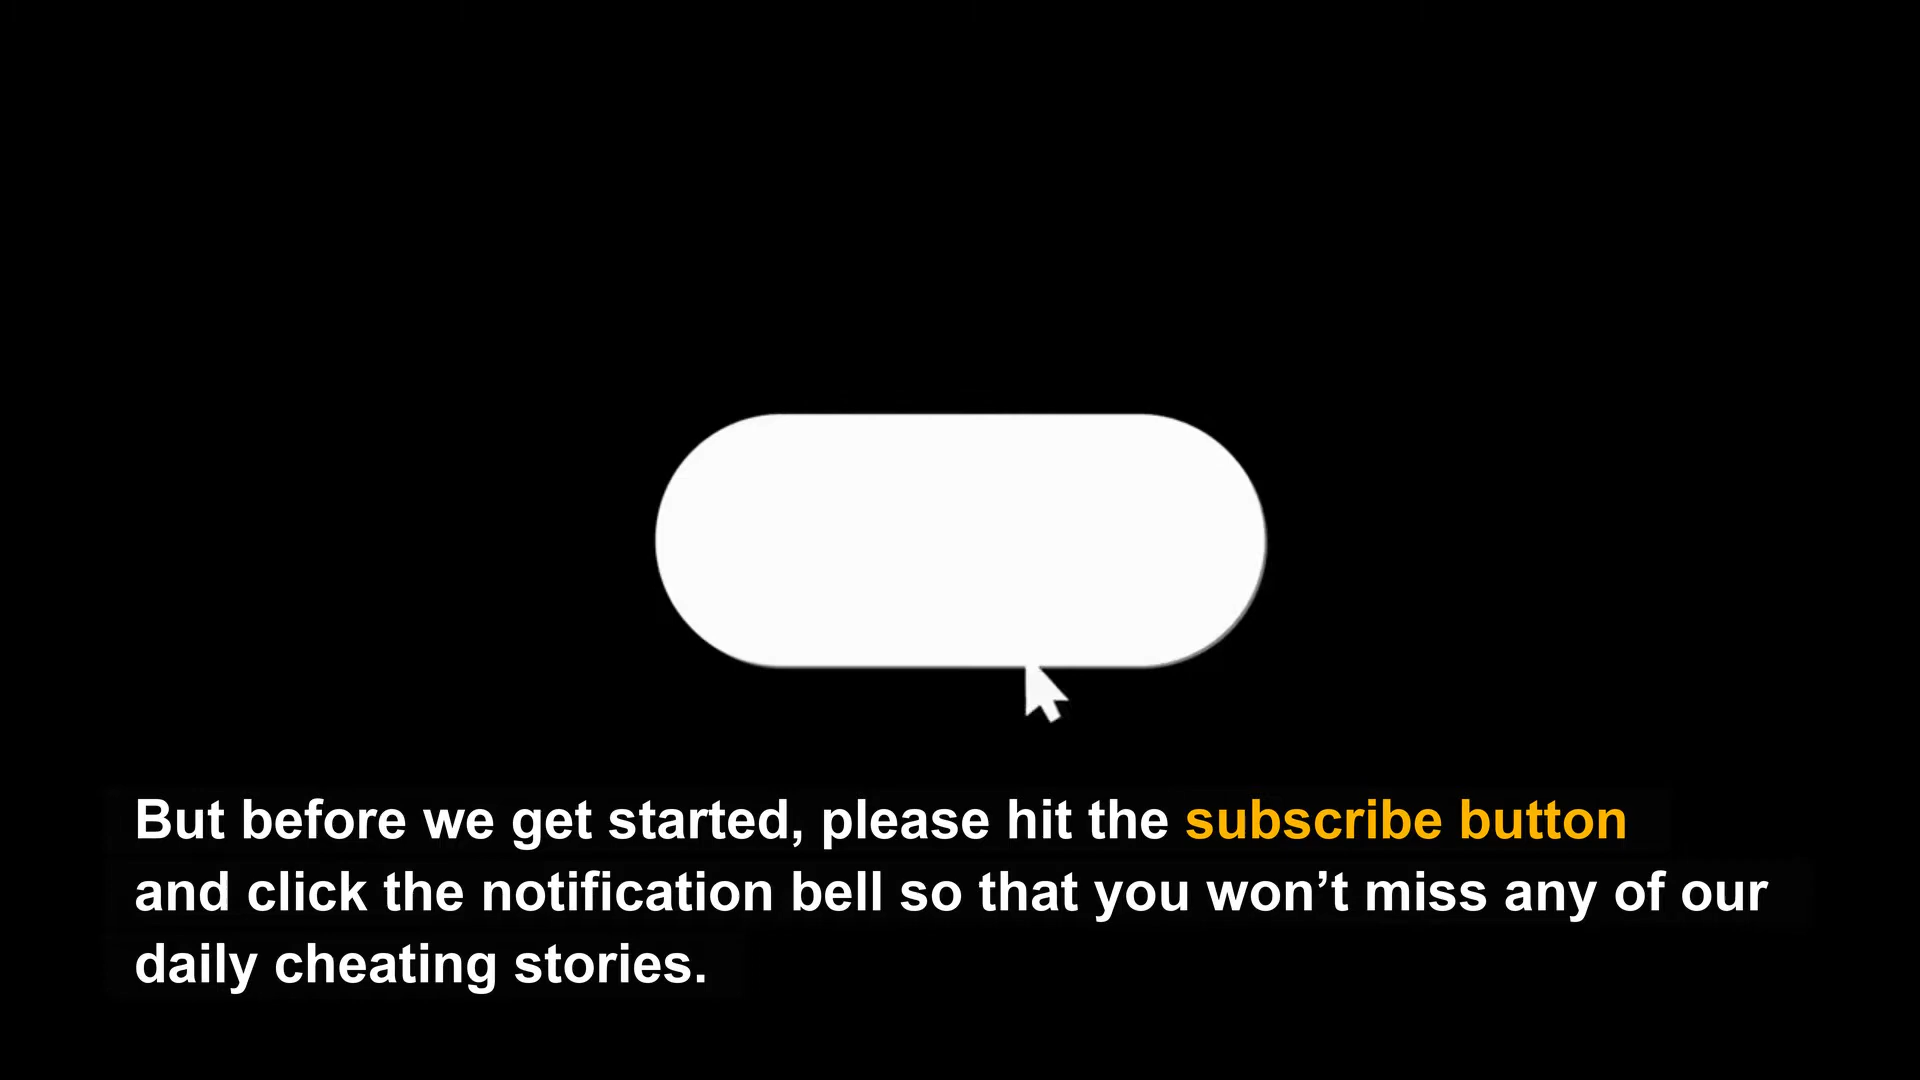 But before we get started, please hit the subscribe button
and click the notification bell so that you won’t miss any of our
daily cheating stories.